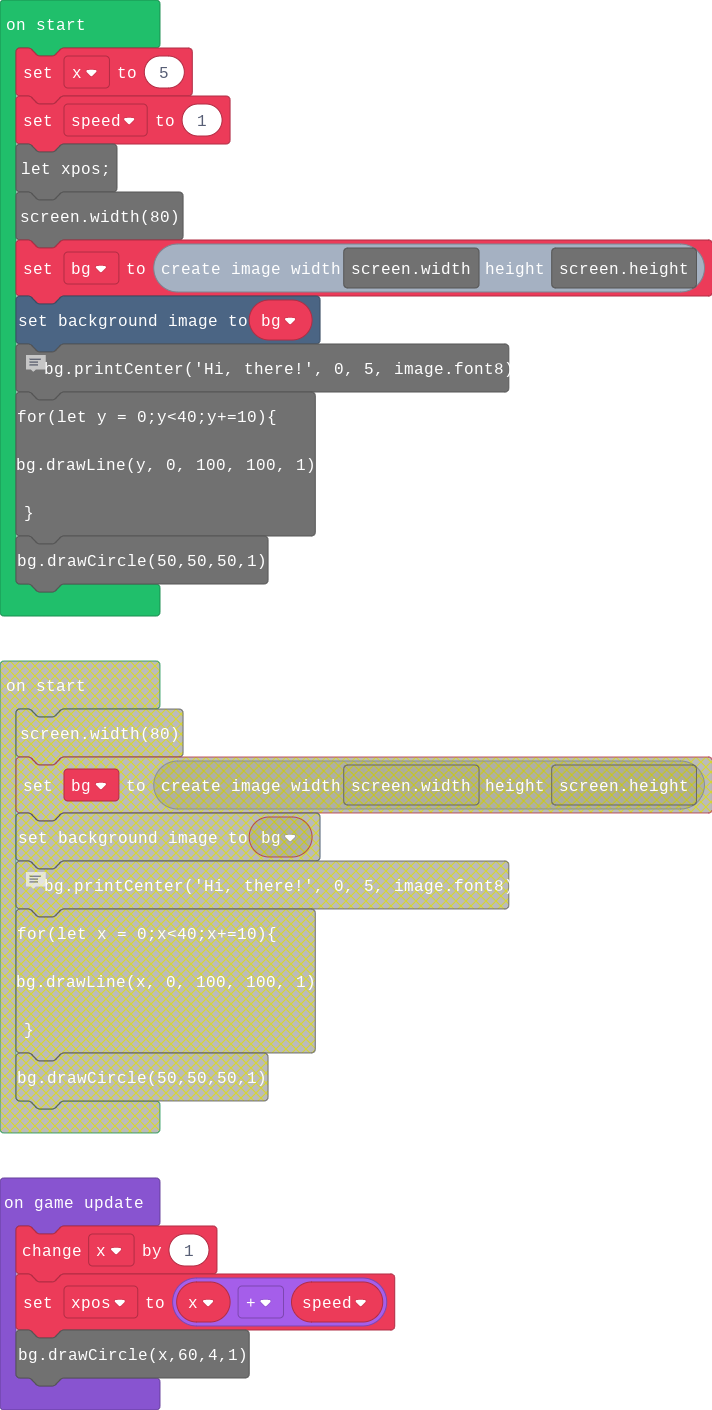 on start
set x to 5
set speed to 1
let xpos;
screen.width(80)
set bg to create image width screen.width height screen.height
set background image to bg
bg.printCenter('Hi, there!', 0, 5, image.font8)
for(let y = 0;y<40;y+=10){
bg.drawLine(y, 0, 100, 100, 1)
}
bg.drawCircle(50,50,50,1)
on start
screen.width(80)
set bg to create image width screen.width height screen.height
set background image to bg
bg.printCenter('Hi, there!', 0, 5, image.font8)
for(let x = 0;x<40;x+=10){
bg.drawLine(x, 0, 100, 100, 1)
}
bg.drawCircle(50,50,50,1)
on game update
change x by 1
set xpos to x + speed
bg.drawCircle(x,60,4,1)